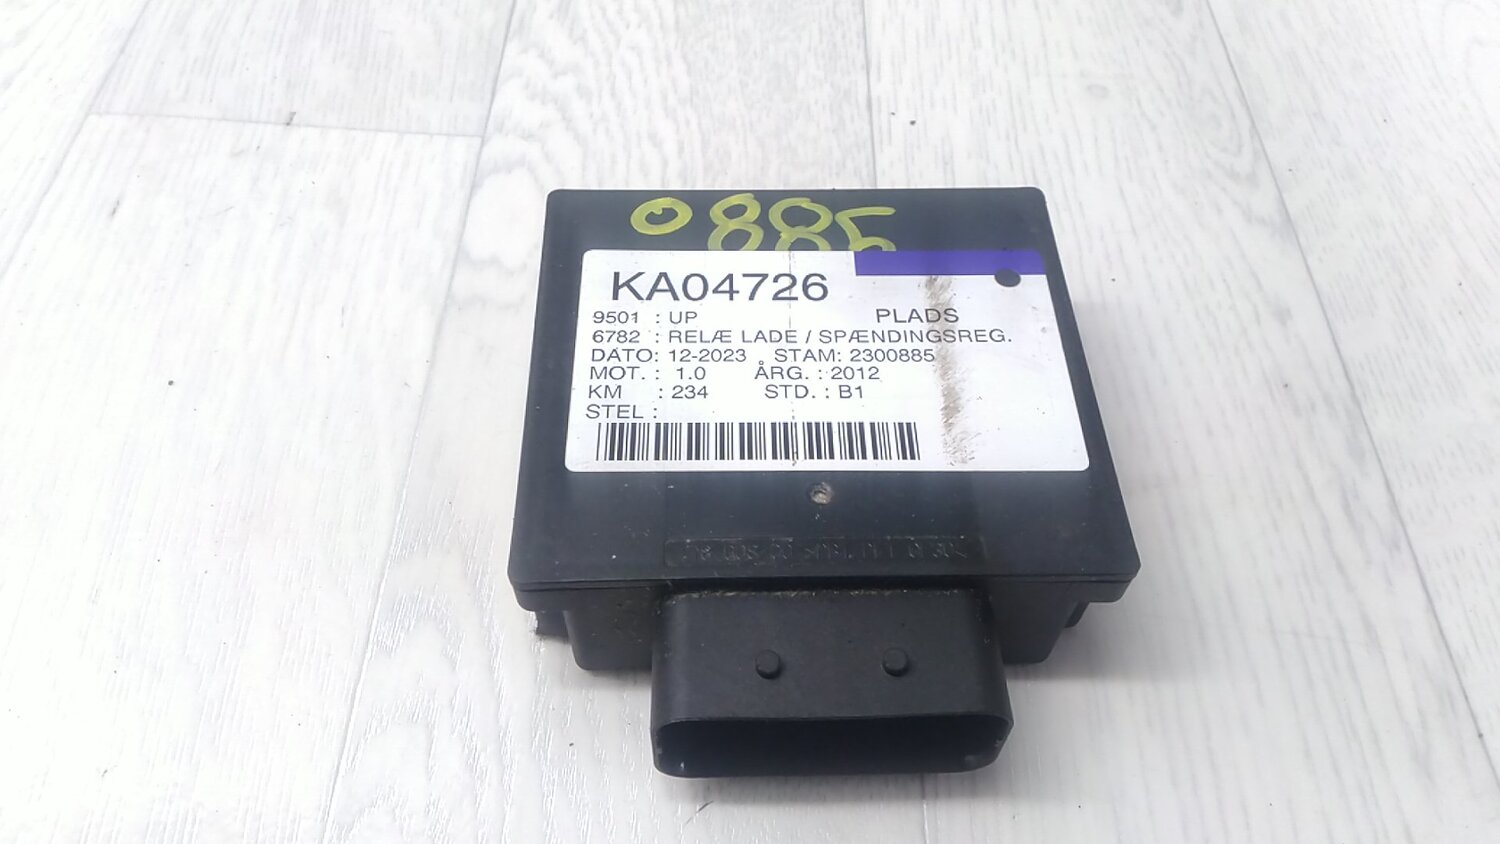 0885
KA04726
9501 : UP PLADS
6782 : RELÆ LADE / SPÆNDINGSREG.
DATO: 12-2023 STAM: 2300885
MOT. : 1.0 ÅRG. : 2012
KM : 234 STD. : B1
STEL :